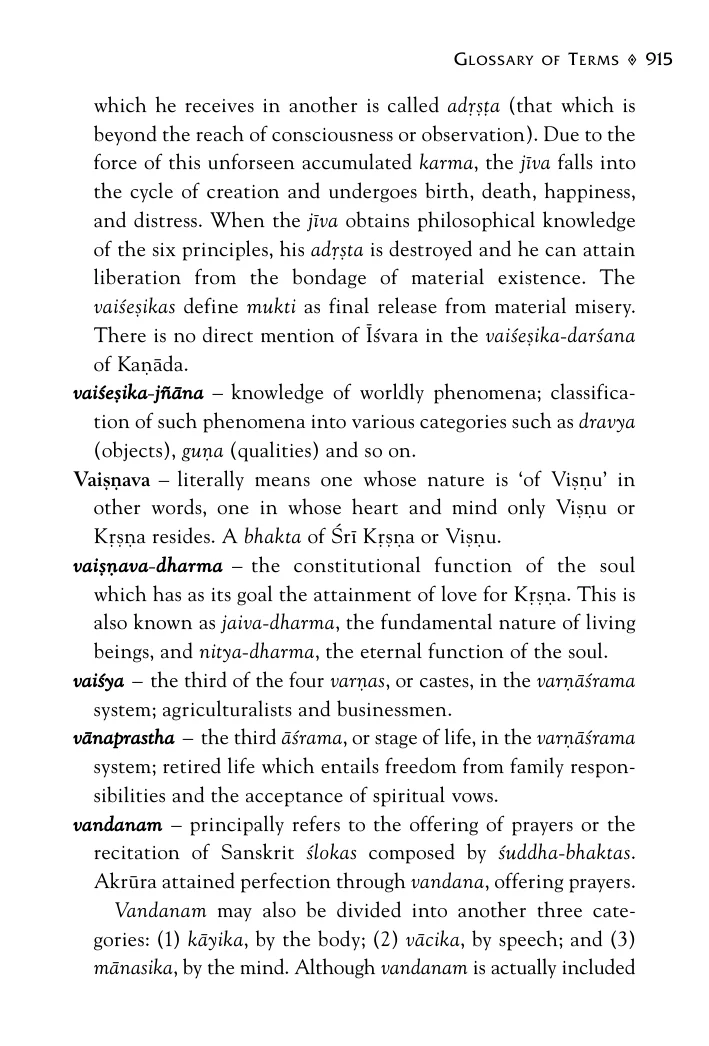 Glossary of Terms ◊ 915
which he receives in another is called adṛṣṭa (that which is
beyond the reach of consciousness or observation). Due to the
force of this unforseen accumulated karma, the jīva falls into
the cycle of creation and undergoes birth, death, happiness,
and distress. When the jīva obtains philosophical knowledge
of the six principles, his adṛṣṭa is destroyed and he can attain
liberation from the bondage of material existence. The
vaiśeṣikas define mukti as final release from material misery.
There is no direct mention of Īśvara in the vaiśeṣika-darśana
of Kaṇāda.
vaiśeṣika-jñāna – knowledge of worldly phenomena; classifica-
tion of such phenomena into various categories such as dravya
(objects), guṇa (qualities) and so on.
Vaiṣṇava – literally means one whose nature is ‘of Viṣṇu’ in
other words, one in whose heart and mind only Viṣṇu or
Kṛṣṇa resides. A bhakta of Śrī Kṛṣṇa or Viṣṇu.
vaiṣṇava-dharma – the constitutional function of the soul
which has as its goal the attainment of love for Kṛṣṇa. This is
also known as jaiva-dharma, the fundamental nature of living
beings, and nitya-dharma, the eternal function of the soul.
vaiśya – the third of the four varṇas, or castes, in the varṇāśrama
system; agriculturalists and businessmen.
vānaprastha – the third āśrama, or stage of life, in the varṇāśrama
system; retired life which entails freedom from family respon-
sibilities and the acceptance of spiritual vows.
vandanam – principally refers to the offering of prayers or the
recitation of Sanskrit ślokas composed by śuddha-bhaktas.
Akrūra attained perfection through vandana, offering prayers.
Vandanam may also be divided into another three cate-
gories: (1) kāyika, by the body; (2) vācika, by speech; and (3)
mānasika, by the mind. Although vandanam is actually included